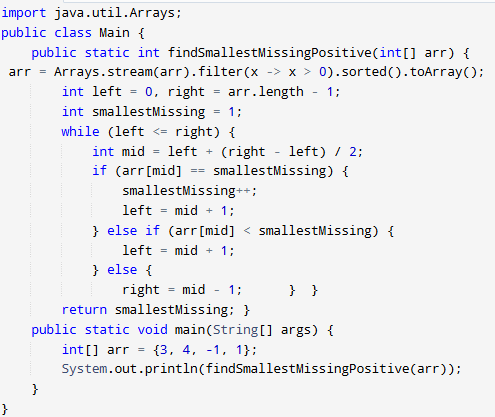 import java.util.Arrays;
public class Main {
    public static int findSmallestMissingPositive(int[] arr) {
 arr = Arrays.stream(arr).filter(x -> x > 0).sorted().toArray();
        int left = 0, right = arr.length - 1;
        int smallestMissing = 1;
        while (left <= right) {
            int mid = left + (right - left) / 2;
            if (arr[mid] == smallestMissing) {
                smallestMissing++;
                left = mid + 1;
            } else if (arr[mid] < smallestMissing) {
                left = mid + 1;
            } else {
                right = mid - 1;      }  }
        return smallestMissing; }
    public static void main(String[] args) {
        int[] arr = {3, 4, -1, 1};
        System.out.println(findSmallestMissingPositive(arr));
    }
}